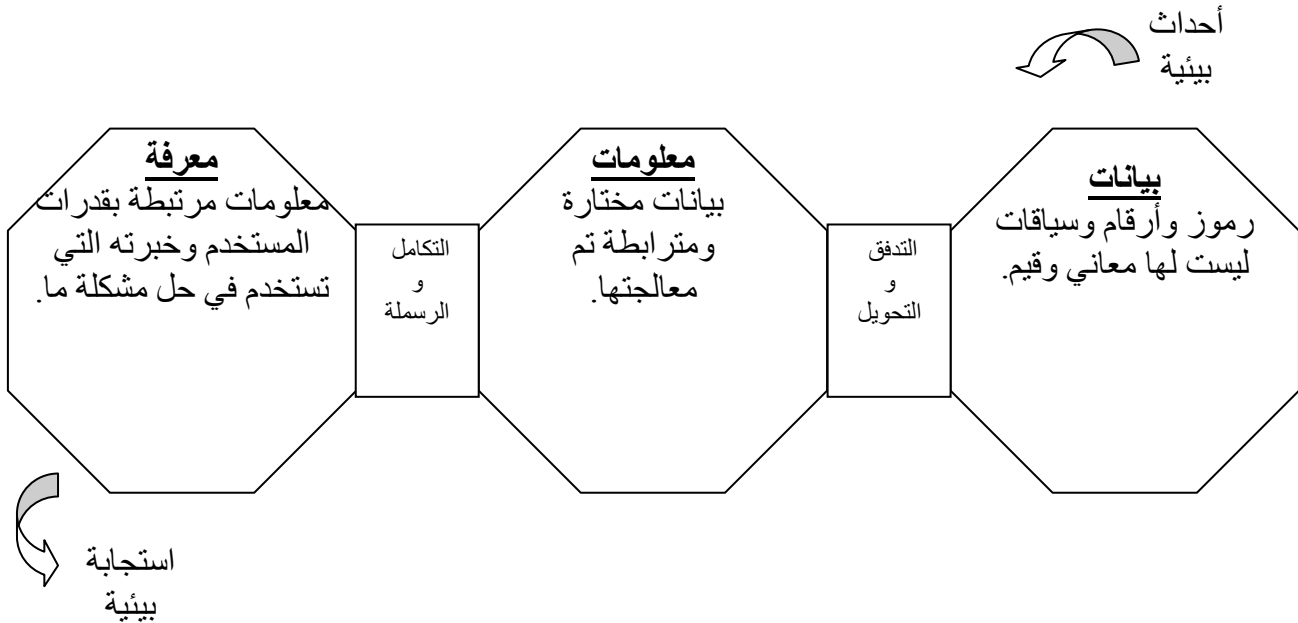 أحداث
بيئية
بيانات
رموز وأرقام وسياقات
ليست لها معاني وقيم.
التدفق
و
التحويل
معلومات
بيانات مختارة
ومترابطة تم
معالجتها.
التكامل
و
الرسملة
معرفة
معلومات مرتبطة بقدرات
المستخدم وخبرته التي
تستخدم في حل مشكلة ما.
استجابة
بيئية